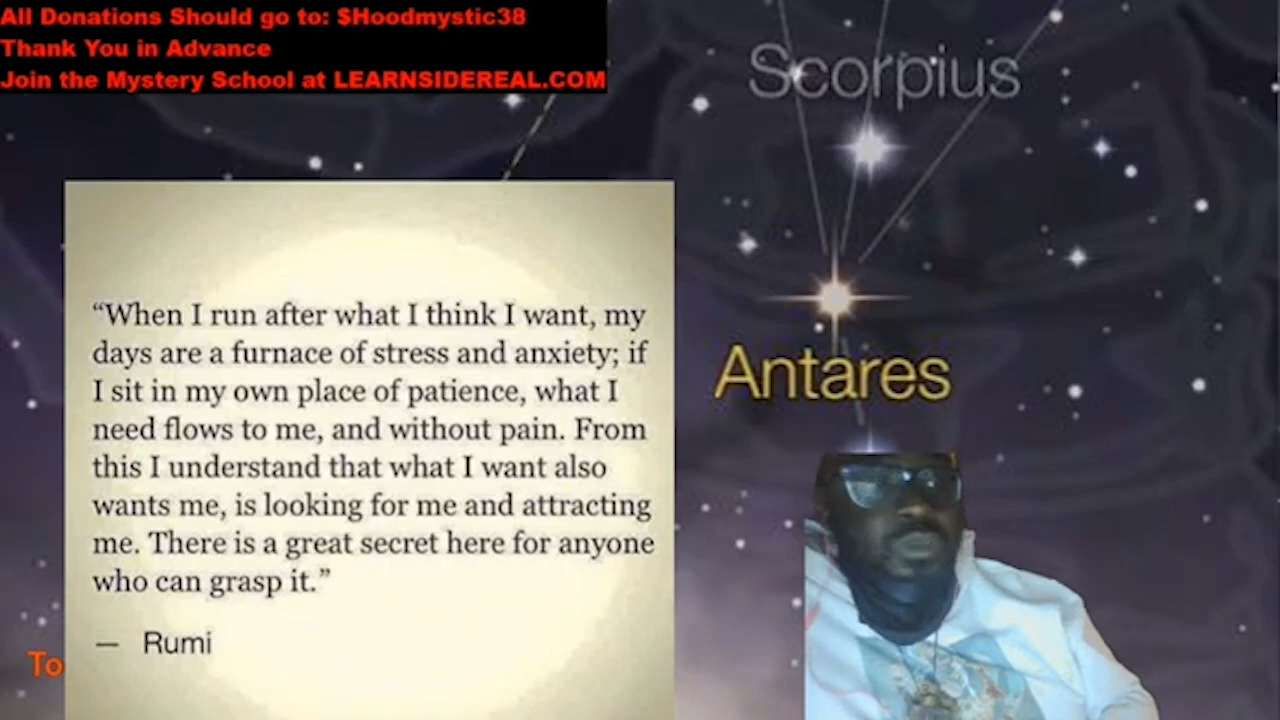 All Donations Should go to: $Hoodmystic38
Thank You in Advance
Join the Mystery School at LEARNSIDEREAL.COM
Scorpius
Antares
“When I run after what I think I want, my
days are a furnace of stress and anxiety; if
I sit in my own place of patience, what I
need flows to me, and without pain. From
this I understand that what I want also
wants me, is looking for me and attracting
me. There is a great secret here for anyone
who can grasp it.”
— Rumi
To